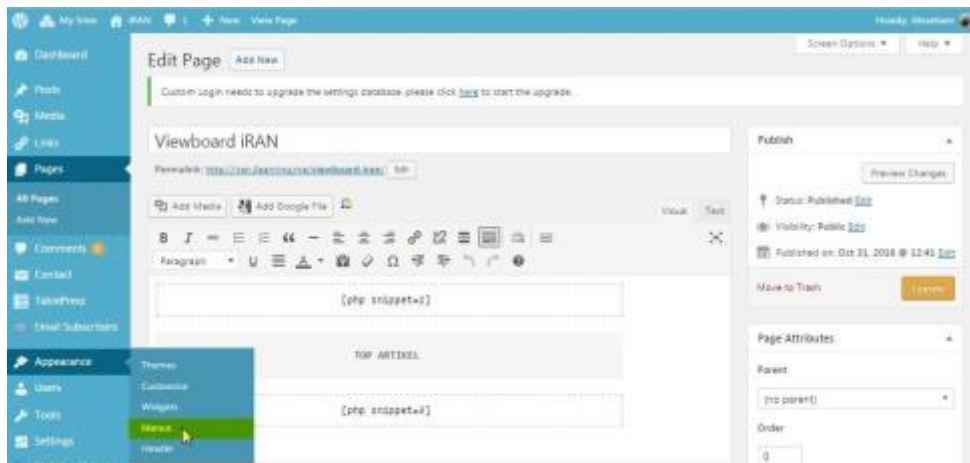 My Sites iRAN 1 + New View Page
Howdy,
Screen Options Help
Dashboard
Posts
Media
Links
Pages
All Pages
Add New
Comments
Contact
TablePress
Email Subscribers
Appearance
Users
Tools
Settings
Themes
Customise
Widgets
Menus
Header
Edit Page Add New
Custom Login needs to upgrade the settings database. please click here to start the upgrade.
Viewboard iRAN
Permalink: Edit
Add Media Add Google File
Visual Text
Paragraph
[php snippet=2]
TOP ARTIKEL
[php snippet=3]
Publish
Preview Changes
Status: Published Edit
Visibility: Public Edit
Published on: Oct 31, 2016 @ 12:41 Edit
Move to Trash Update
Page Attributes
Parent
(no parent)
Order
0